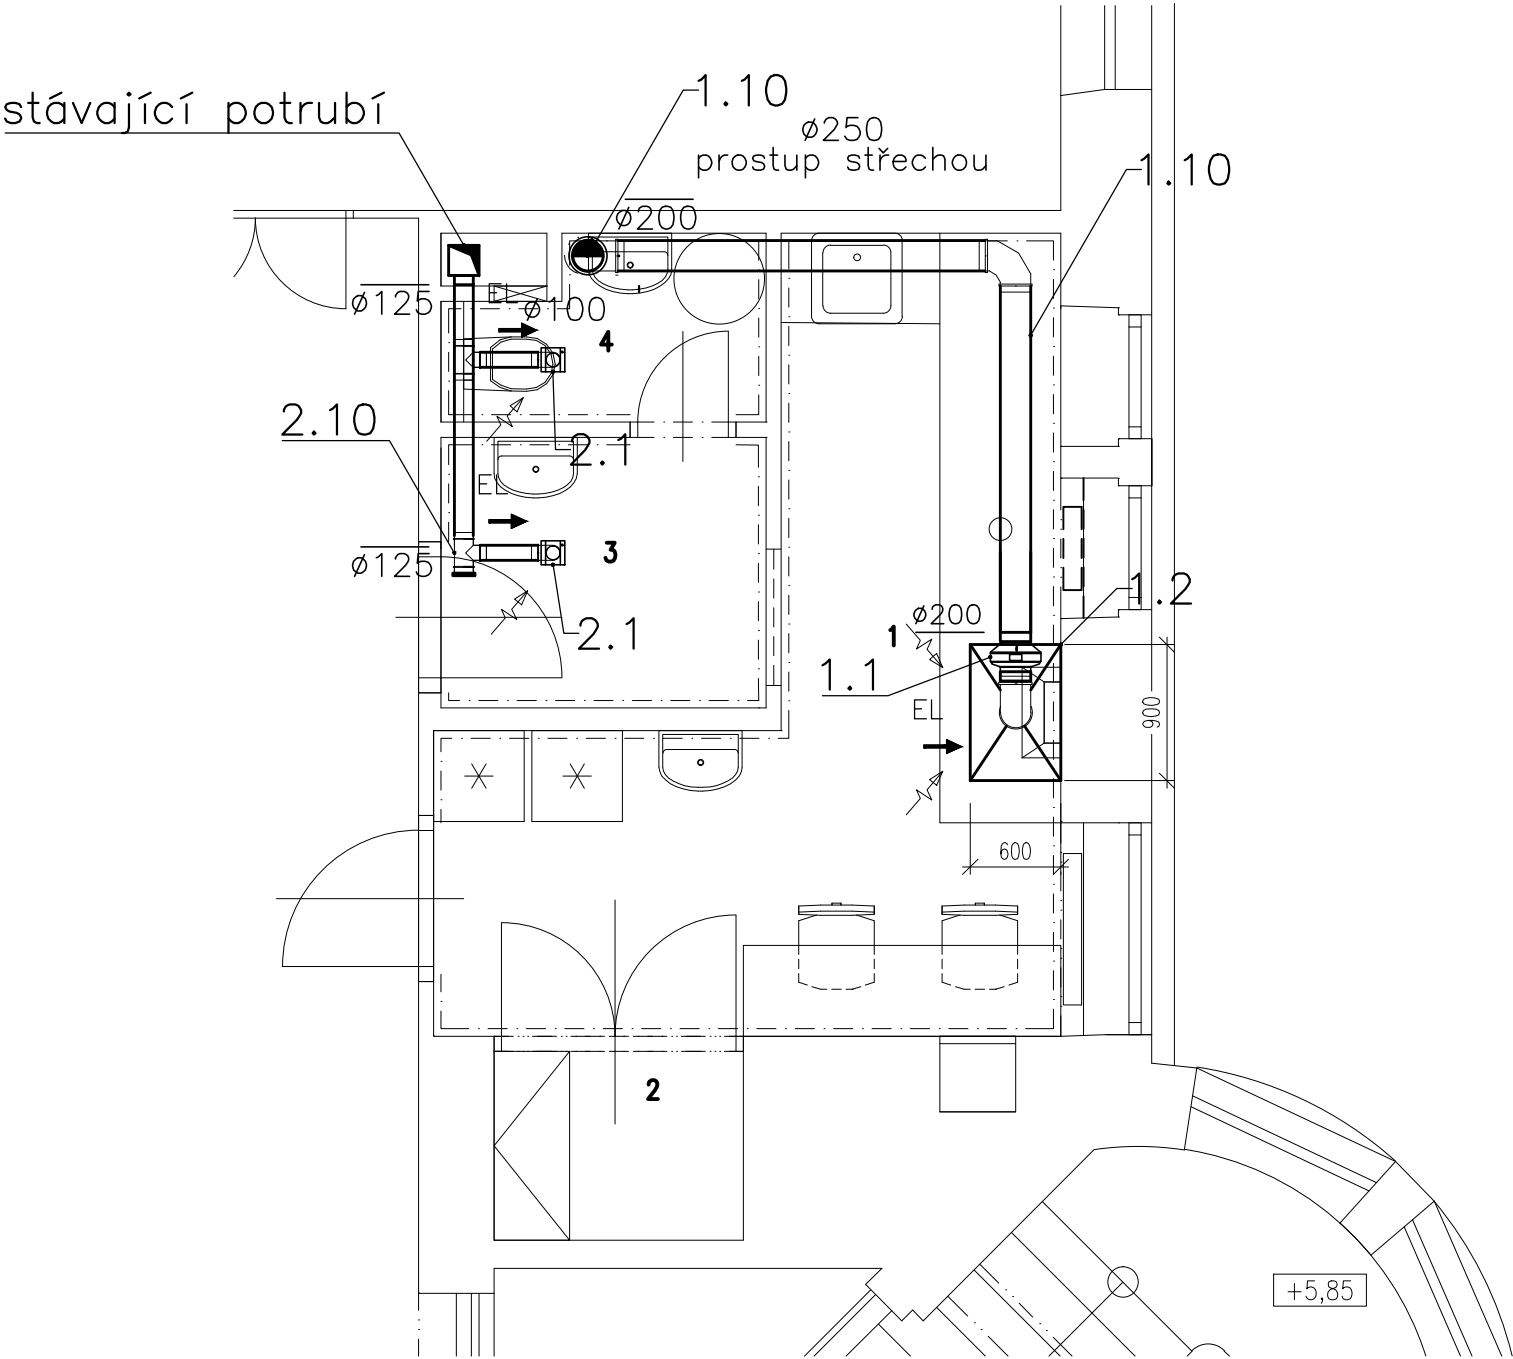 1.10
stávající potrubí
ø250
prostup střechou
1.10
ø200
EL
ø125
ø100
4
2.10
2.1
EL
3
ø125
1.2
ø200
1
2.1
1.1
EL
900
600
2
+5,85